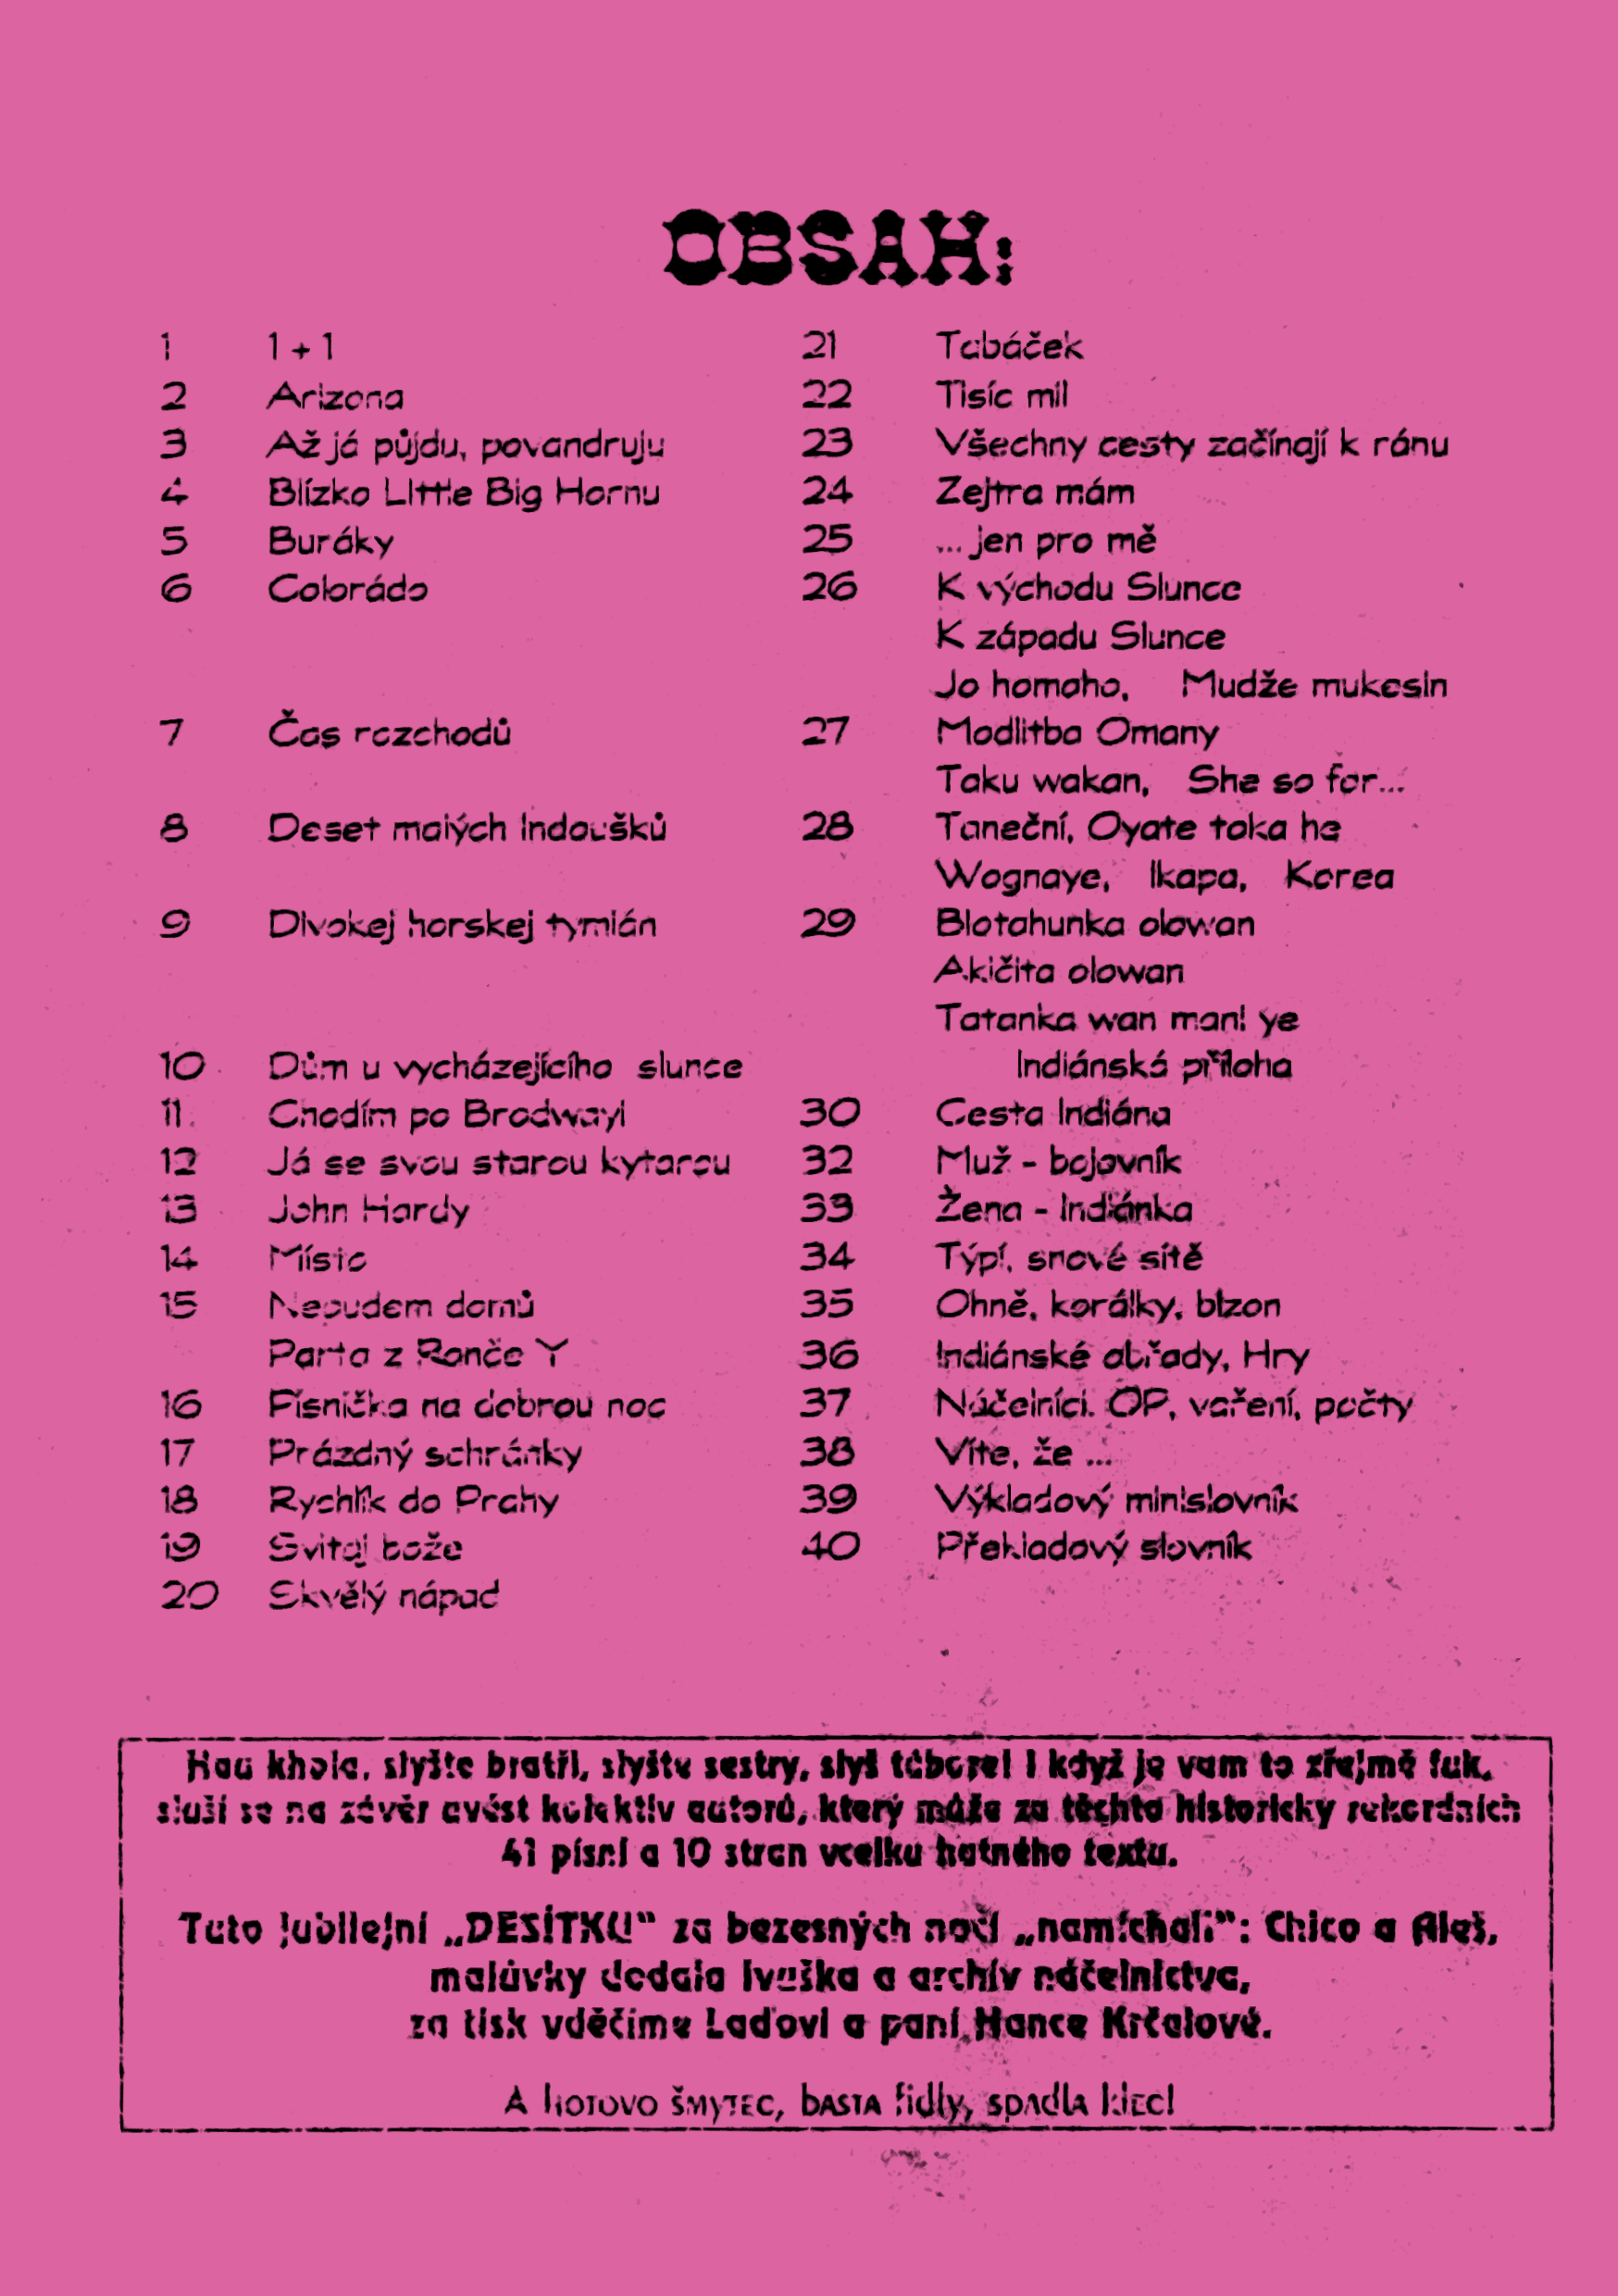 OBSAH:
1 1 + 1
2 Arizona
3 Až já půjdu, povandruju
4 Blízko Little Big Hornu
5 Buráky
6 Colorádo
7 Čas rozchodů
8 Deset malých Indoušků
9 Divokej horskej tymián
10 Dům u vycházejícího slunce
11 Chodím po Brodwayi
12 Já se svou starou kytarou
13 John Hardy
14 Místo
15 Nepudem domů
Parta z Ranče Y
16 Písnička na dobrou noc
17 Prázdný schránky
18 Rychlík do Prahy
19 Svitaj bože
20 Skvělý nápad
21 Tabáček
22 Tisíc mil
23 Všechny cesty začínají k ránu
24 Zejtra mám
25 ... jen pro mě
26 K východu Slunce
K západu Slunce
Jo homoho, Mudže mukasin
27 Modlitba Omany
Taku wakan, She so for...
28 Taneční, Oyate toka he
Wognaye, Ikapa, Korea
29 Blotahunka olowan
Akičita olowan
Tatanka wan mani ye
Indiánská příloha
30 Cesta Indiána
32 Muž - bojovník
33 Žena - Indiánka
34 Týpí, snové sítě
35 Ohně, korálky, bizon
36 Indiánské obřady, Hry
37 Náčelníci. OP, vaření, počty
38 Víte, že ...
39 Výkladový minislovník
40 Překladový slovník
Hau khola, slyšte bratři, slyšte sestry, slyš tábore! I když je vam to zřejmě fuk,
sluší se na závěr uvést kolektiv autorů, který může za těchto historicky rekordních
41 písní a 10 stran vcelku hutného textu.
Tuto jubilejní „DESÍTKU“ za bezesných nocí „namíchali“: Chico a Aleš,
malůvky dodala Ivuška a archív náčelnictva,
za tisk vděčíme Ladovi a paní Hance Krčalové.
A hotovo šmytec, basta fidly, spadla klec!